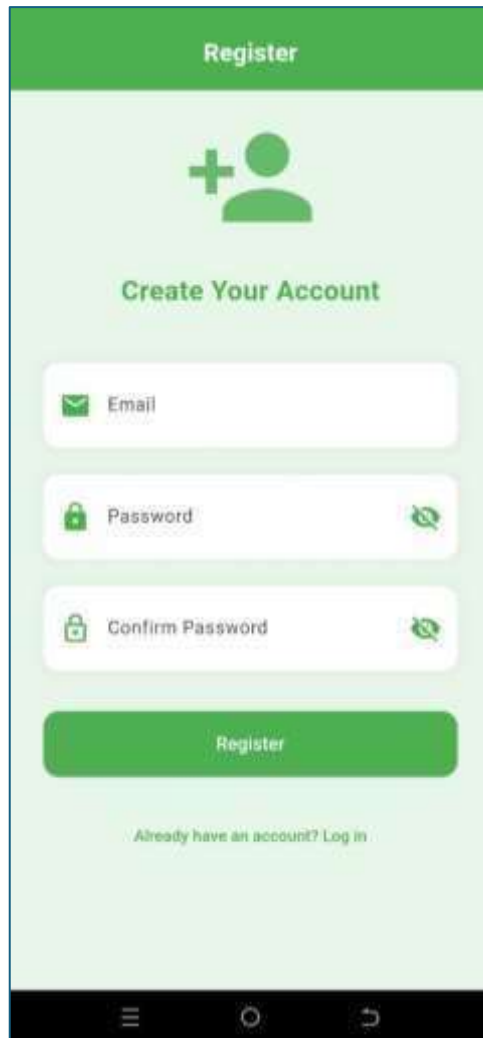 Register
Create Your Account
Email
Password
Confirm Password
Register
Already have an account? Log in